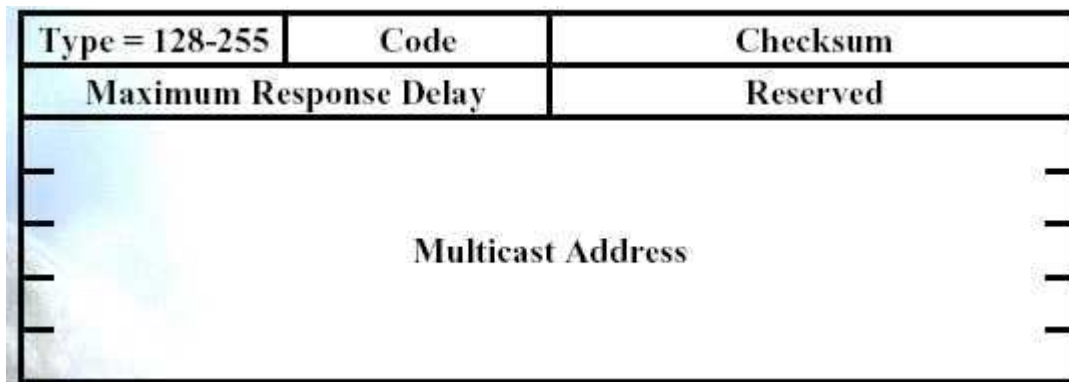 Type = 128-255 Code Checksum
Maximum Response Delay Reserved
Multicast Address